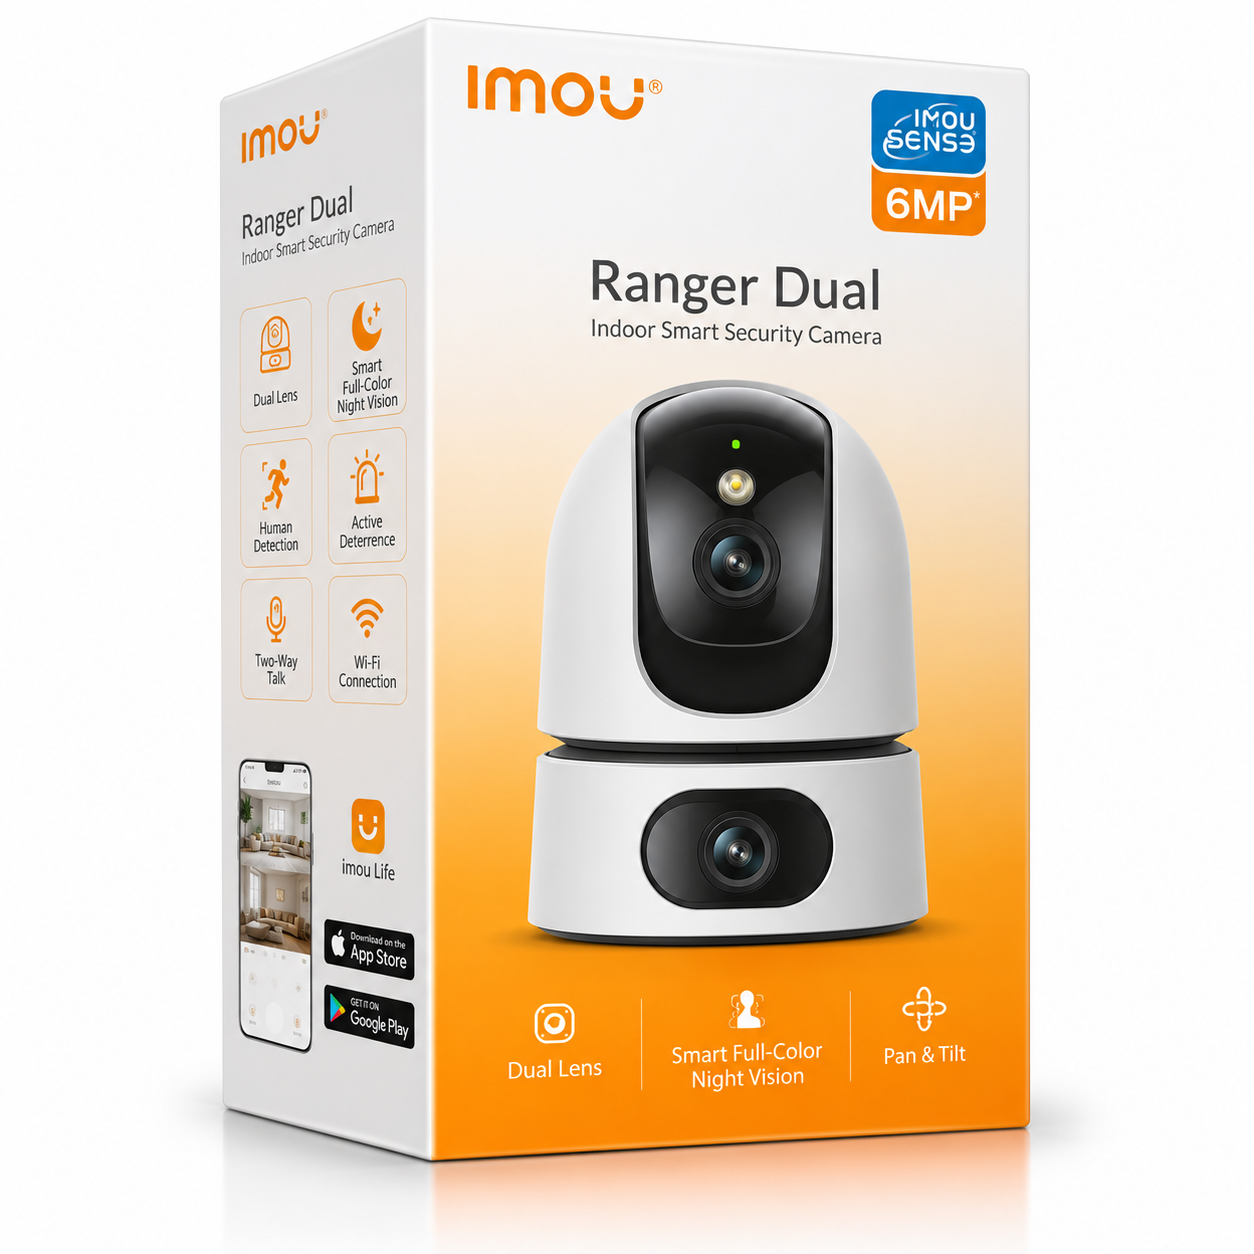 imou®
Ranger Dual
Indoor Smart Security Camera
Dual Lens
Smart
Full-Color
Night Vision
Human
Detection
Active
Deterrence
Two-Way
Talk
Wi-Fi
Connection
imou Life
Download on the
App Store
GET IT ON
Google Play
imou®
IMOU
SENSE
6MP*
Ranger Dual
Indoor Smart Security Camera
Dual Lens
Smart Full-Color
Night Vision
Pan & Tilt